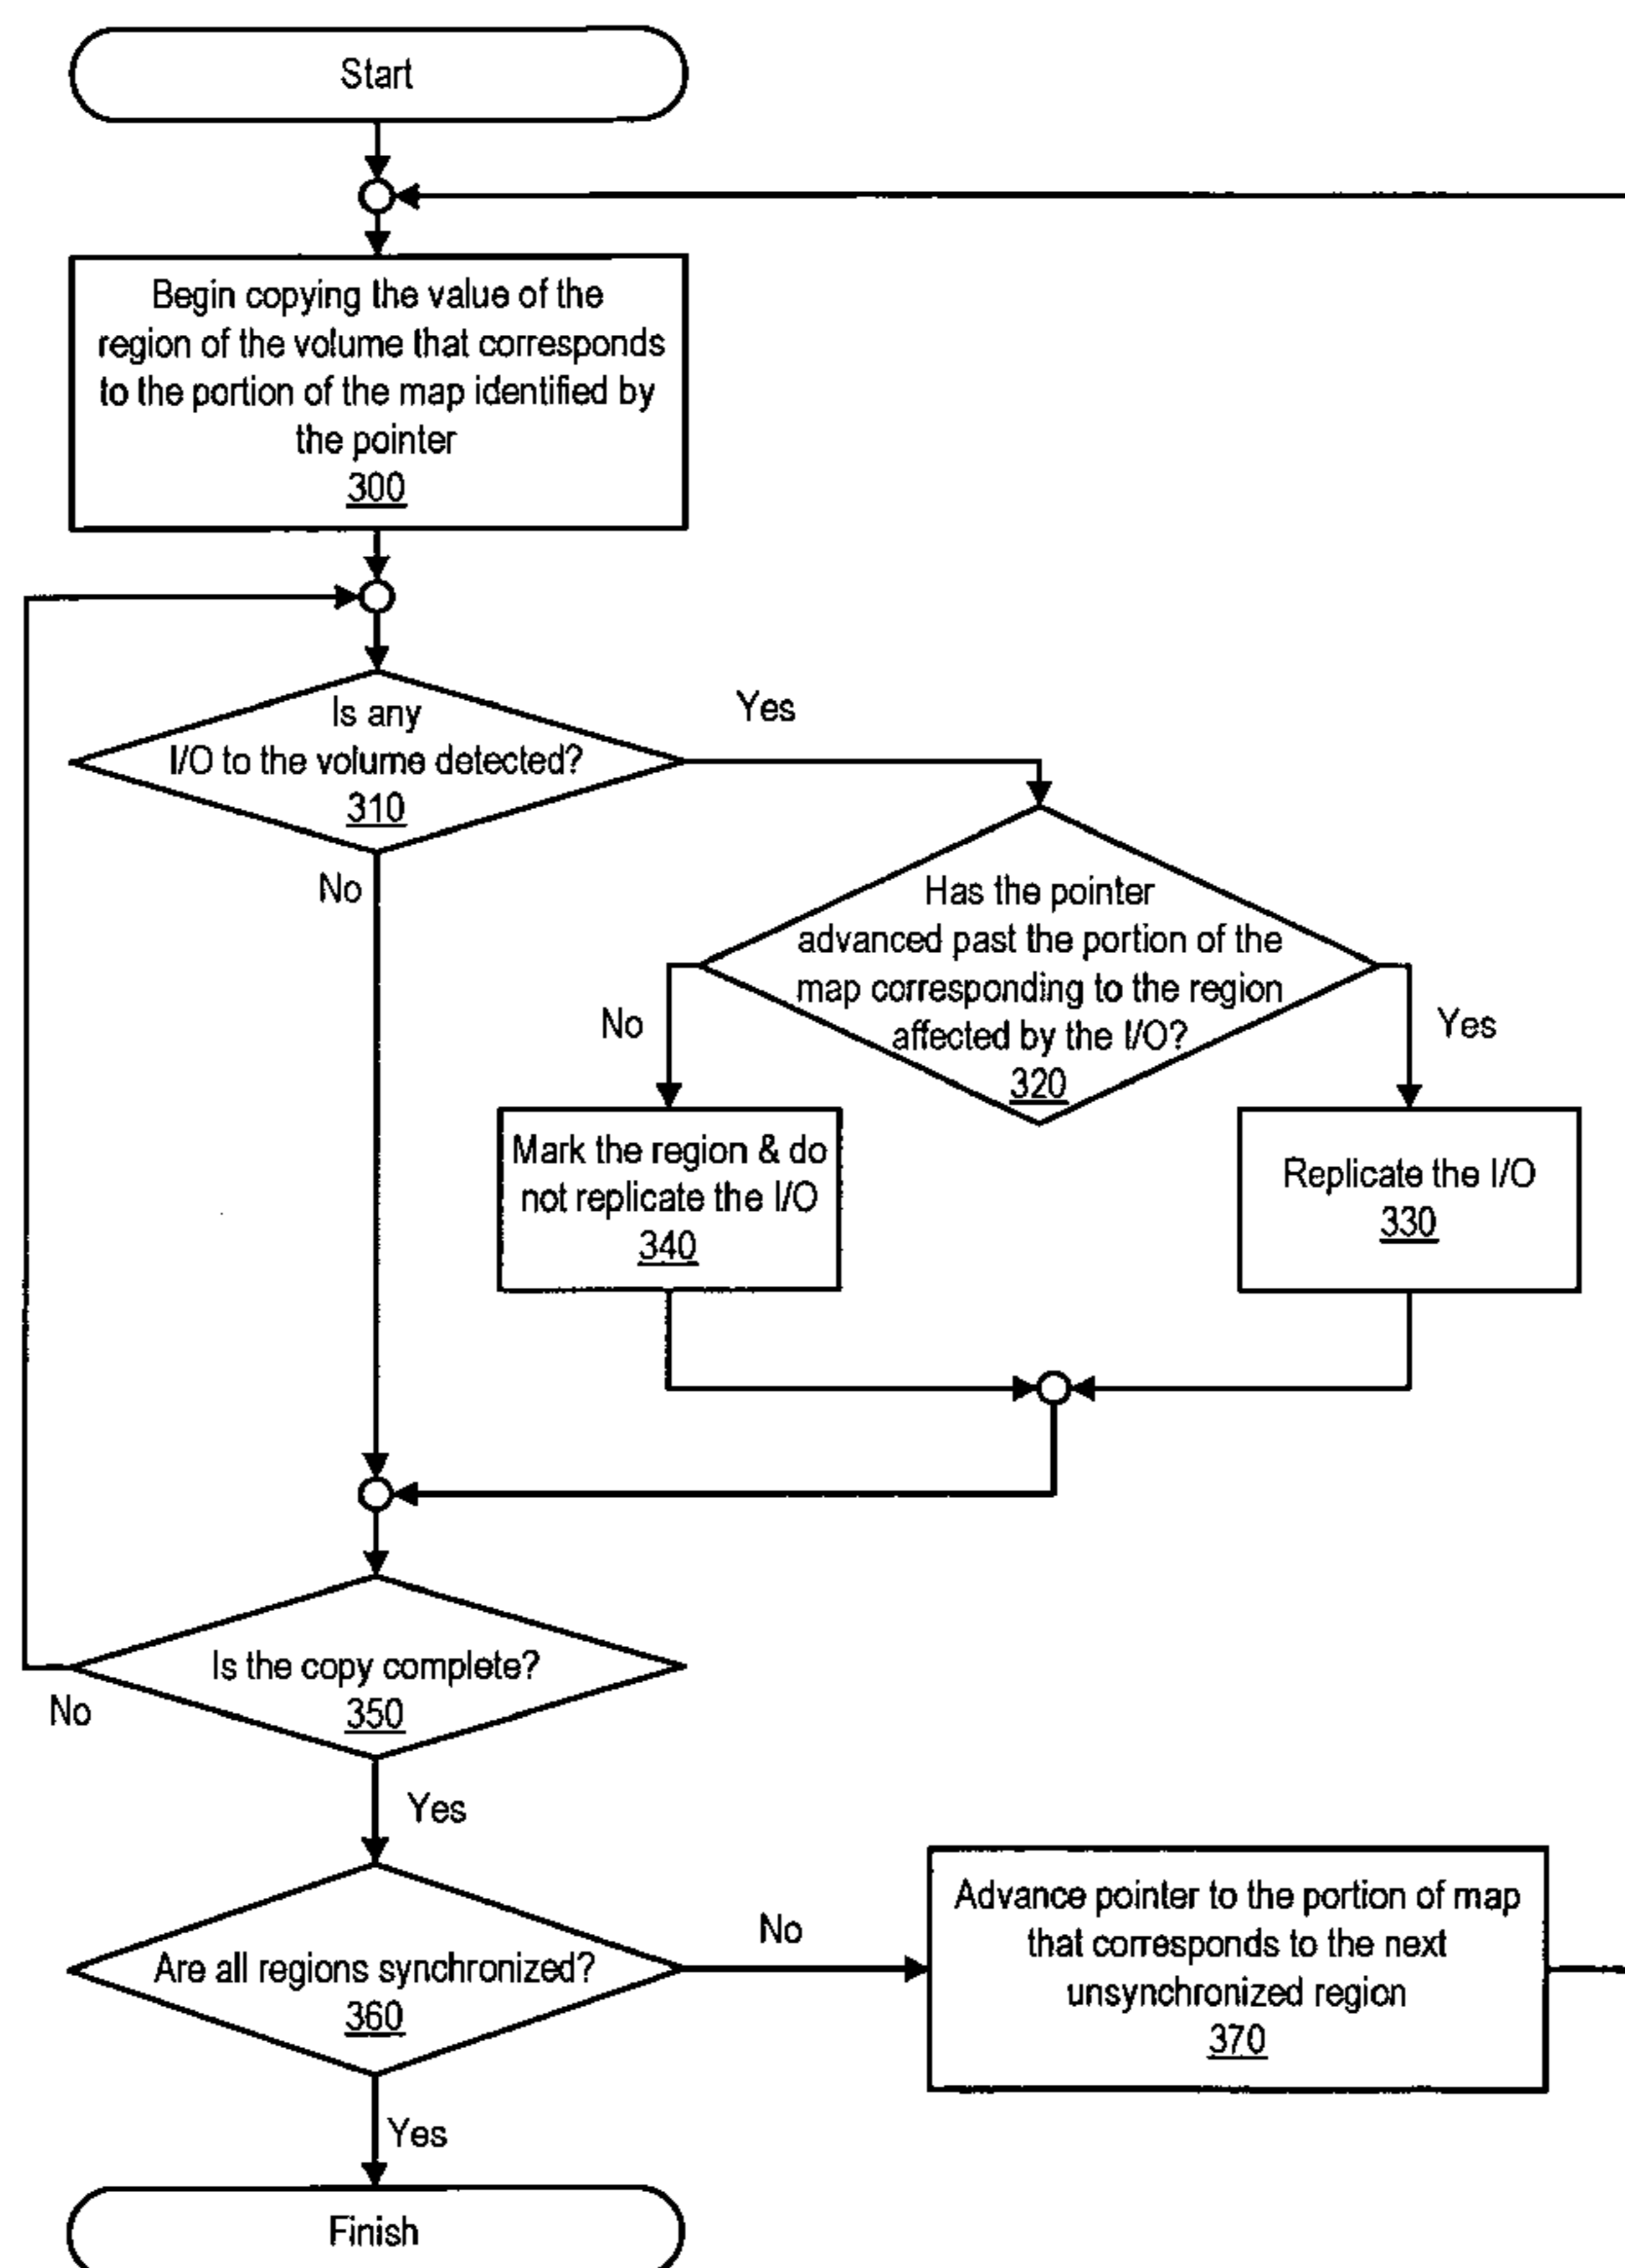 Start
Begin copying the value of the
region of the volume that corresponds
to the portion of the map identified by
the pointer
300
Is any
I/O to the volume detected?
310
Yes
No
Has the pointer
advanced past the portion of the
map corresponding to the region
affected by the I/O?
320
No
Yes
Mark the region & do
not replicate the I/O
340
Replicate the I/O
330
Is the copy complete?
350
No
Yes
Are all regions synchronized?
360
No
Advance pointer to the portion of map
that corresponds to the next
unsynchronized region
370
Yes
Finish